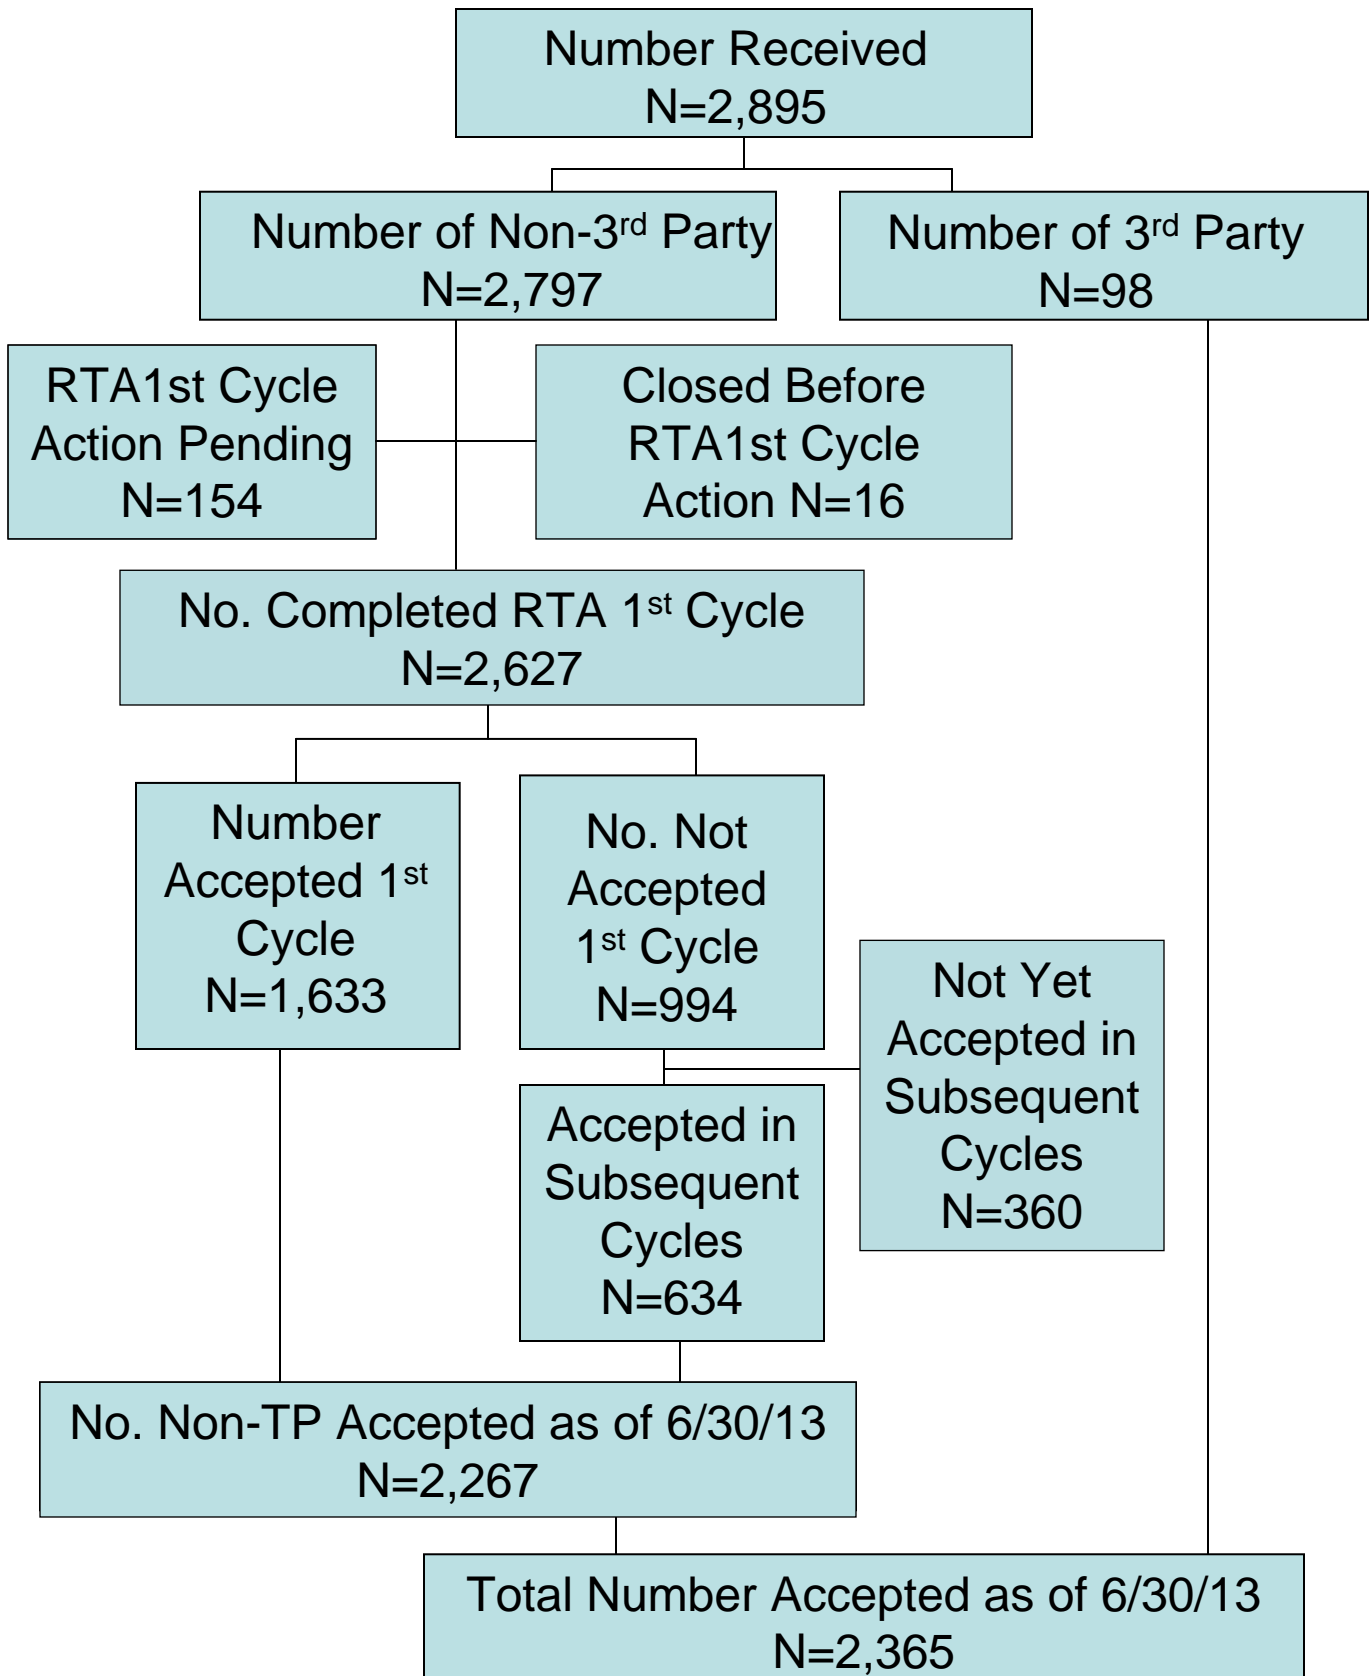 Number Received
N=2,895
Number of Non-3rd Party
N=2,797
Number of 3rd Party
N=98
RTA1st Cycle
Action Pending
N=154
Closed Before
RTA1st Cycle
Action N=16
No. Completed RTA 1st Cycle
N=2,627
Number
Accepted 1st
Cycle
N=1,633
No. Not
Accepted
1st Cycle
N=994
Not Yet
Accepted in
Subsequent
Cycles
N=360
Accepted in
Subsequent
Cycles
N=634
No. Non-TP Accepted as of 6/30/13
N=2,267
Total Number Accepted as of 6/30/13
N=2,365